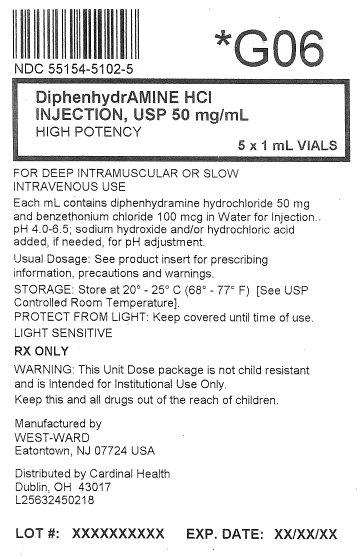 *G06
NDC 55154-5102-5
DiphenhydrAMINE HCl
INJECTION, USP 50 mg/mL
HIGH POTENCY
5 x 1 mL VIALS
FOR DEEP INTRAMUSCULAR OR SLOW
INTRAVENOUS USE
Each mL contains diphenhydramine hydrochloride 50 mg
and benzethonium chloride 100 mcg in Water for Injection..
pH 4.0-6.5; sodium hydroxide and/or hydrochloric acid
added, if needed, for pH adjustment.
Usual Dosage: See product insert for prescribing
information, precautions and warnings.
STORAGE: Store at 20° - 25° C (68° - 77° F) [See USP
Controlled Room Temperature].
PROTECT FROM LIGHT: Keep covered until time of use.
LIGHT SENSITIVE
RX ONLY
WARNING: This Unit Dose package is not child resistant
and is Intended for Institutional Use Only.
Keep this and all drugs out of the reach of children.
Manufactured by
WEST-WARD
Eatontown, NJ 07724 USA
Distributed by Cardinal Health
Dublin, OH 43017
L25632450218
LOT #: XXXXXXXXXX EXP. DATE: XX/XX/XX